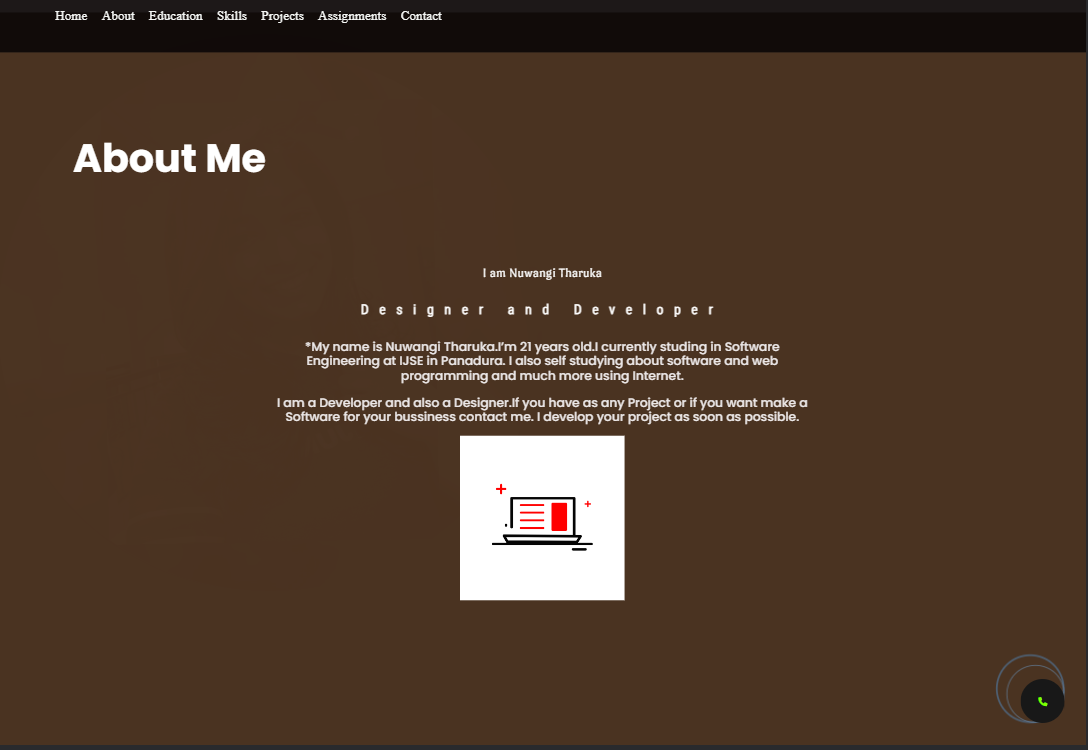 Home About Education Skills Projects Assignments Contact
About Me
I am Nuwangi Tharuka
Designer and Developer
*My name is Nuwangi Tharuka.I'm 21 years old.I currently studing in Software
Engineering at IJSE in Panadura. I also self studying about software and web
programming and much more using Internet.
I am a Developer and also a Designer.If you have as any Project or if you want make a
Software for your bussiness contact me. I develop your project as soon as possible.